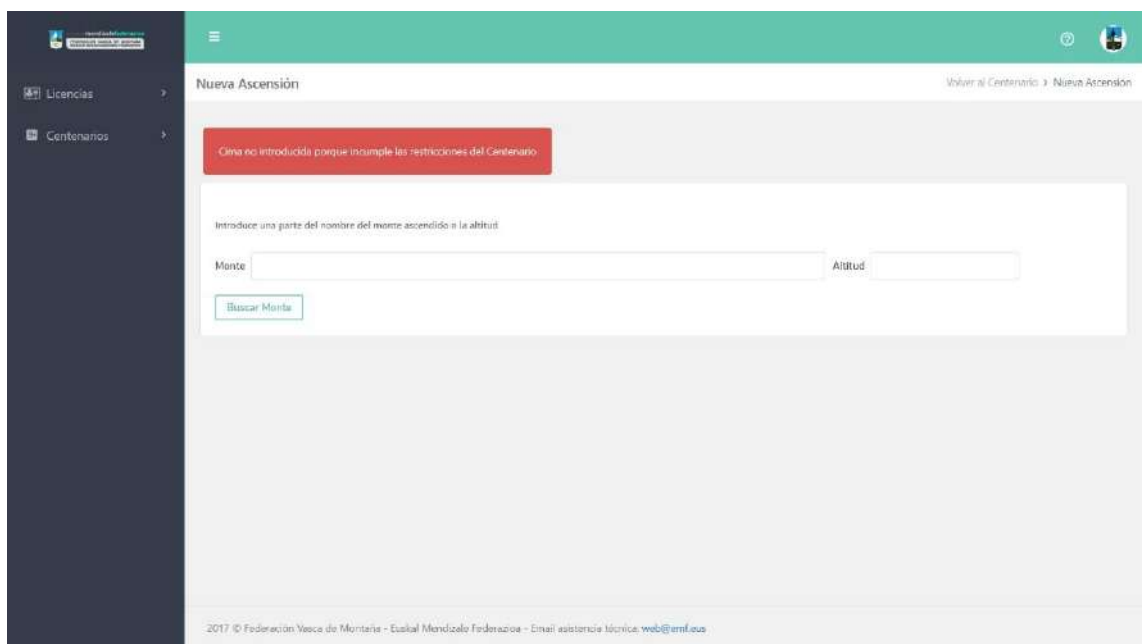 Nueva Ascensión
Volver al Centenario > Nueva Ascensión
Licencias
Centenarios
Cima no introducida porque incumple las restricciones del Centenario
Introduce una parte del nombre del monte ascendido o la altitud
Monte
Altitud
Buscar Monte
2017 © Federación Vasca de Montaña - Euskal Mendizale Federazioa - Email asistencia técnica: web@emf.eus